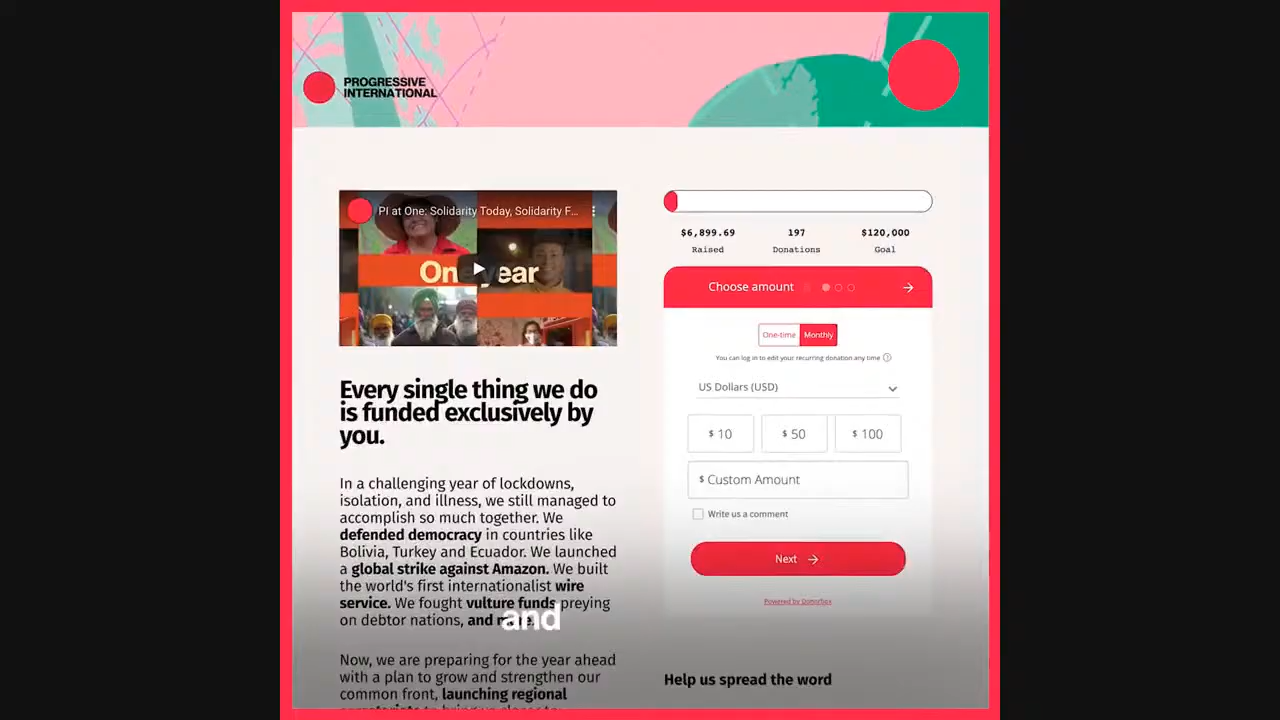 PROGRESSIVE
INTERNATIONAL
PI at One: Solidarity Today, Solidarity F...
One year
Every single thing we do
is funded exclusively by
you.
In a challenging year of lockdowns,
isolation, and illness, we still managed to
accomplish so much together. We
defended democracy in countries like
Bolivia, Turkey and Ecuador. We launched
a global strike against Amazon. We built
the world's first internationalist wire
service. We fought vulture funds preying
on debtor nations, and more.
and
Now, we are preparing for the year ahead
with a plan to grow and strengthen our
common front, launching regional
$6,899.69 197 $120,000
Raised Donations Goal
Choose amount
One-time Monthly
You can log in to edit your recurring donation any time ?
US Dollars (USD)
$ 10 $ 50 $ 100
$ Custom Amount
Write us a comment
Next
Powered by Donorbox
Help us spread the word